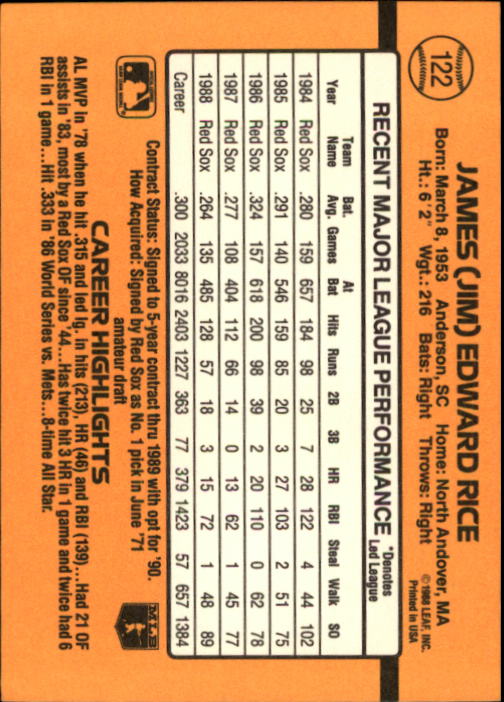 122
JAMES (JIM) EDWARD RICE
Born: March 8, 1953 Anderson, SC Home: North Andover, MA
Ht.: 6' 2" Wgt.: 216 Bats: Right Throws: Right
© 1988 LEAF, INC.
Printed in USA
RECENT MAJOR LEAGUE PERFORMANCE
*Denotes
Led League
Year Team Name Bat. Avg. Games At Bat Hits Runs 2B 3B HR RBI Steal Walk SO
1984 Red Sox .280 159 657 184 98 25 7 28 122 4 44 102
1985 Red Sox .291 140 546 159 85 20 3 27 103 2 51 75
1986 Red Sox .324 157 618 200 98 39 2 20 110 0 62 78
1987 Red Sox .277 108 404 112 66 14 0 13 62 1 45 77
1988 Red Sox .264 135 485 128 57 18 3 15 72 1 48 89
Career .300 2033 8016 2403 1227 363 77 379 1423 57 657 1384
Contract Status: Signed to 5-year contract thru 1989 with opt for '90.
How Acquired: Signed by Red Sox as No. 1 pick in June '71
amateur draft
MLB
CAREER HIGHLIGHTS
AL MVP in '78 when he hit .315 and led lg. in hits (213), HR (46) and RBI (139)...Had 21 OF
assists in '83, most by a Red Sox OF since '44...Has twice hit 3 HR in 1 game and twice had 6
RBI in 1 game...Hit .333 in '86 World Series vs. Mets...8-time All Star.